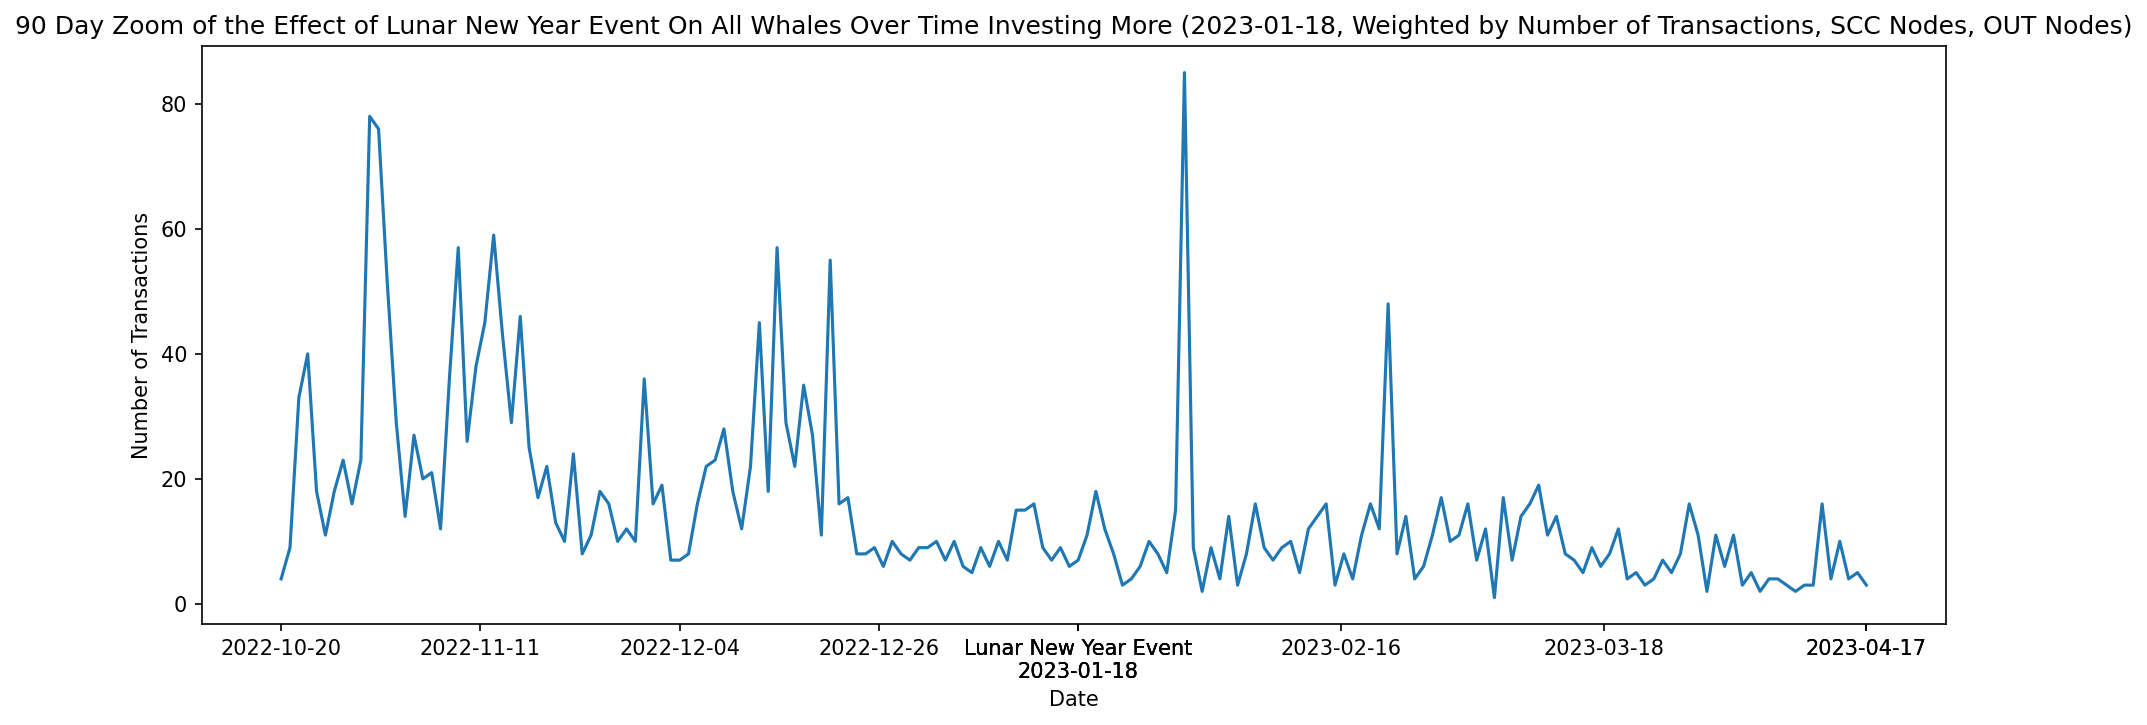 90 Day Zoom of the Effect of Lunar New Year Event On All Whales Over Time Investing More (2023-01-18, Weighted by Number of Transactions, SCC Nodes, OUT Nodes)
Number of Transactions
80
60
40
20
0
2022-10-20 2022-11-11 2022-12-04 2022-12-26 Lunar New Year Event 2023-02-16 2023-03-18 2023-04-17
2023-01-18
Date